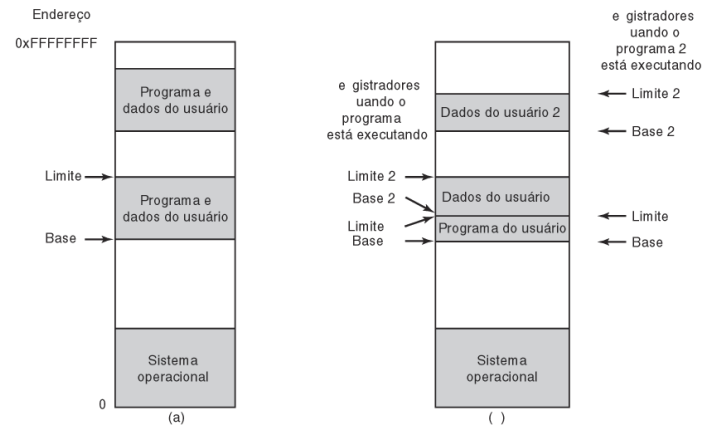 Endereço
0xFFFFFFFF
Programa e
dados do usuário
Limite
Programa e
dados do usuário
Base
Sistema
operacional
0
(a)
e gistradores
uando o
programa
está executando
Limite 2
Base 2
Limite
Base
Dados do usuário 2
Dados do usuário
Programa do usuário
Sistema
operacional
( )
e gistradores
uando o
programa 2
está executando
Limite 2
Base 2
Limite
Base